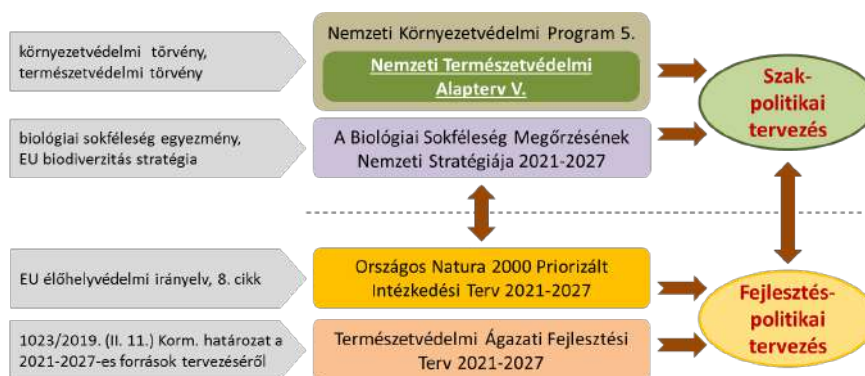 környezetvédelmi törvény,
természetvédelmi törvény
Nemzeti Környezetvédelmi Program 5.
Nemzeti Természetvédelmi
Alapterv V.
Szak-
politikai
tervezés
biológiai sokféleség egyezmény,
EU biodiverzitás stratégia
A Biológiai Sokféleség Megőrzésének
Nemzeti Stratégiája 2021-2027
EU élőhelyvédelmi irányelv, 8. cikk
Országos Natura 2000 Priorizált
Intézkedési Terv 2021-2027
Fejlesztés-
politikai
tervezés
1023/2019. (II. 11.) Korm. határozat a
2021-2027-es források tervezéséről
Természetvédelmi Ágazati Fejlesztési
Terv 2021-2027